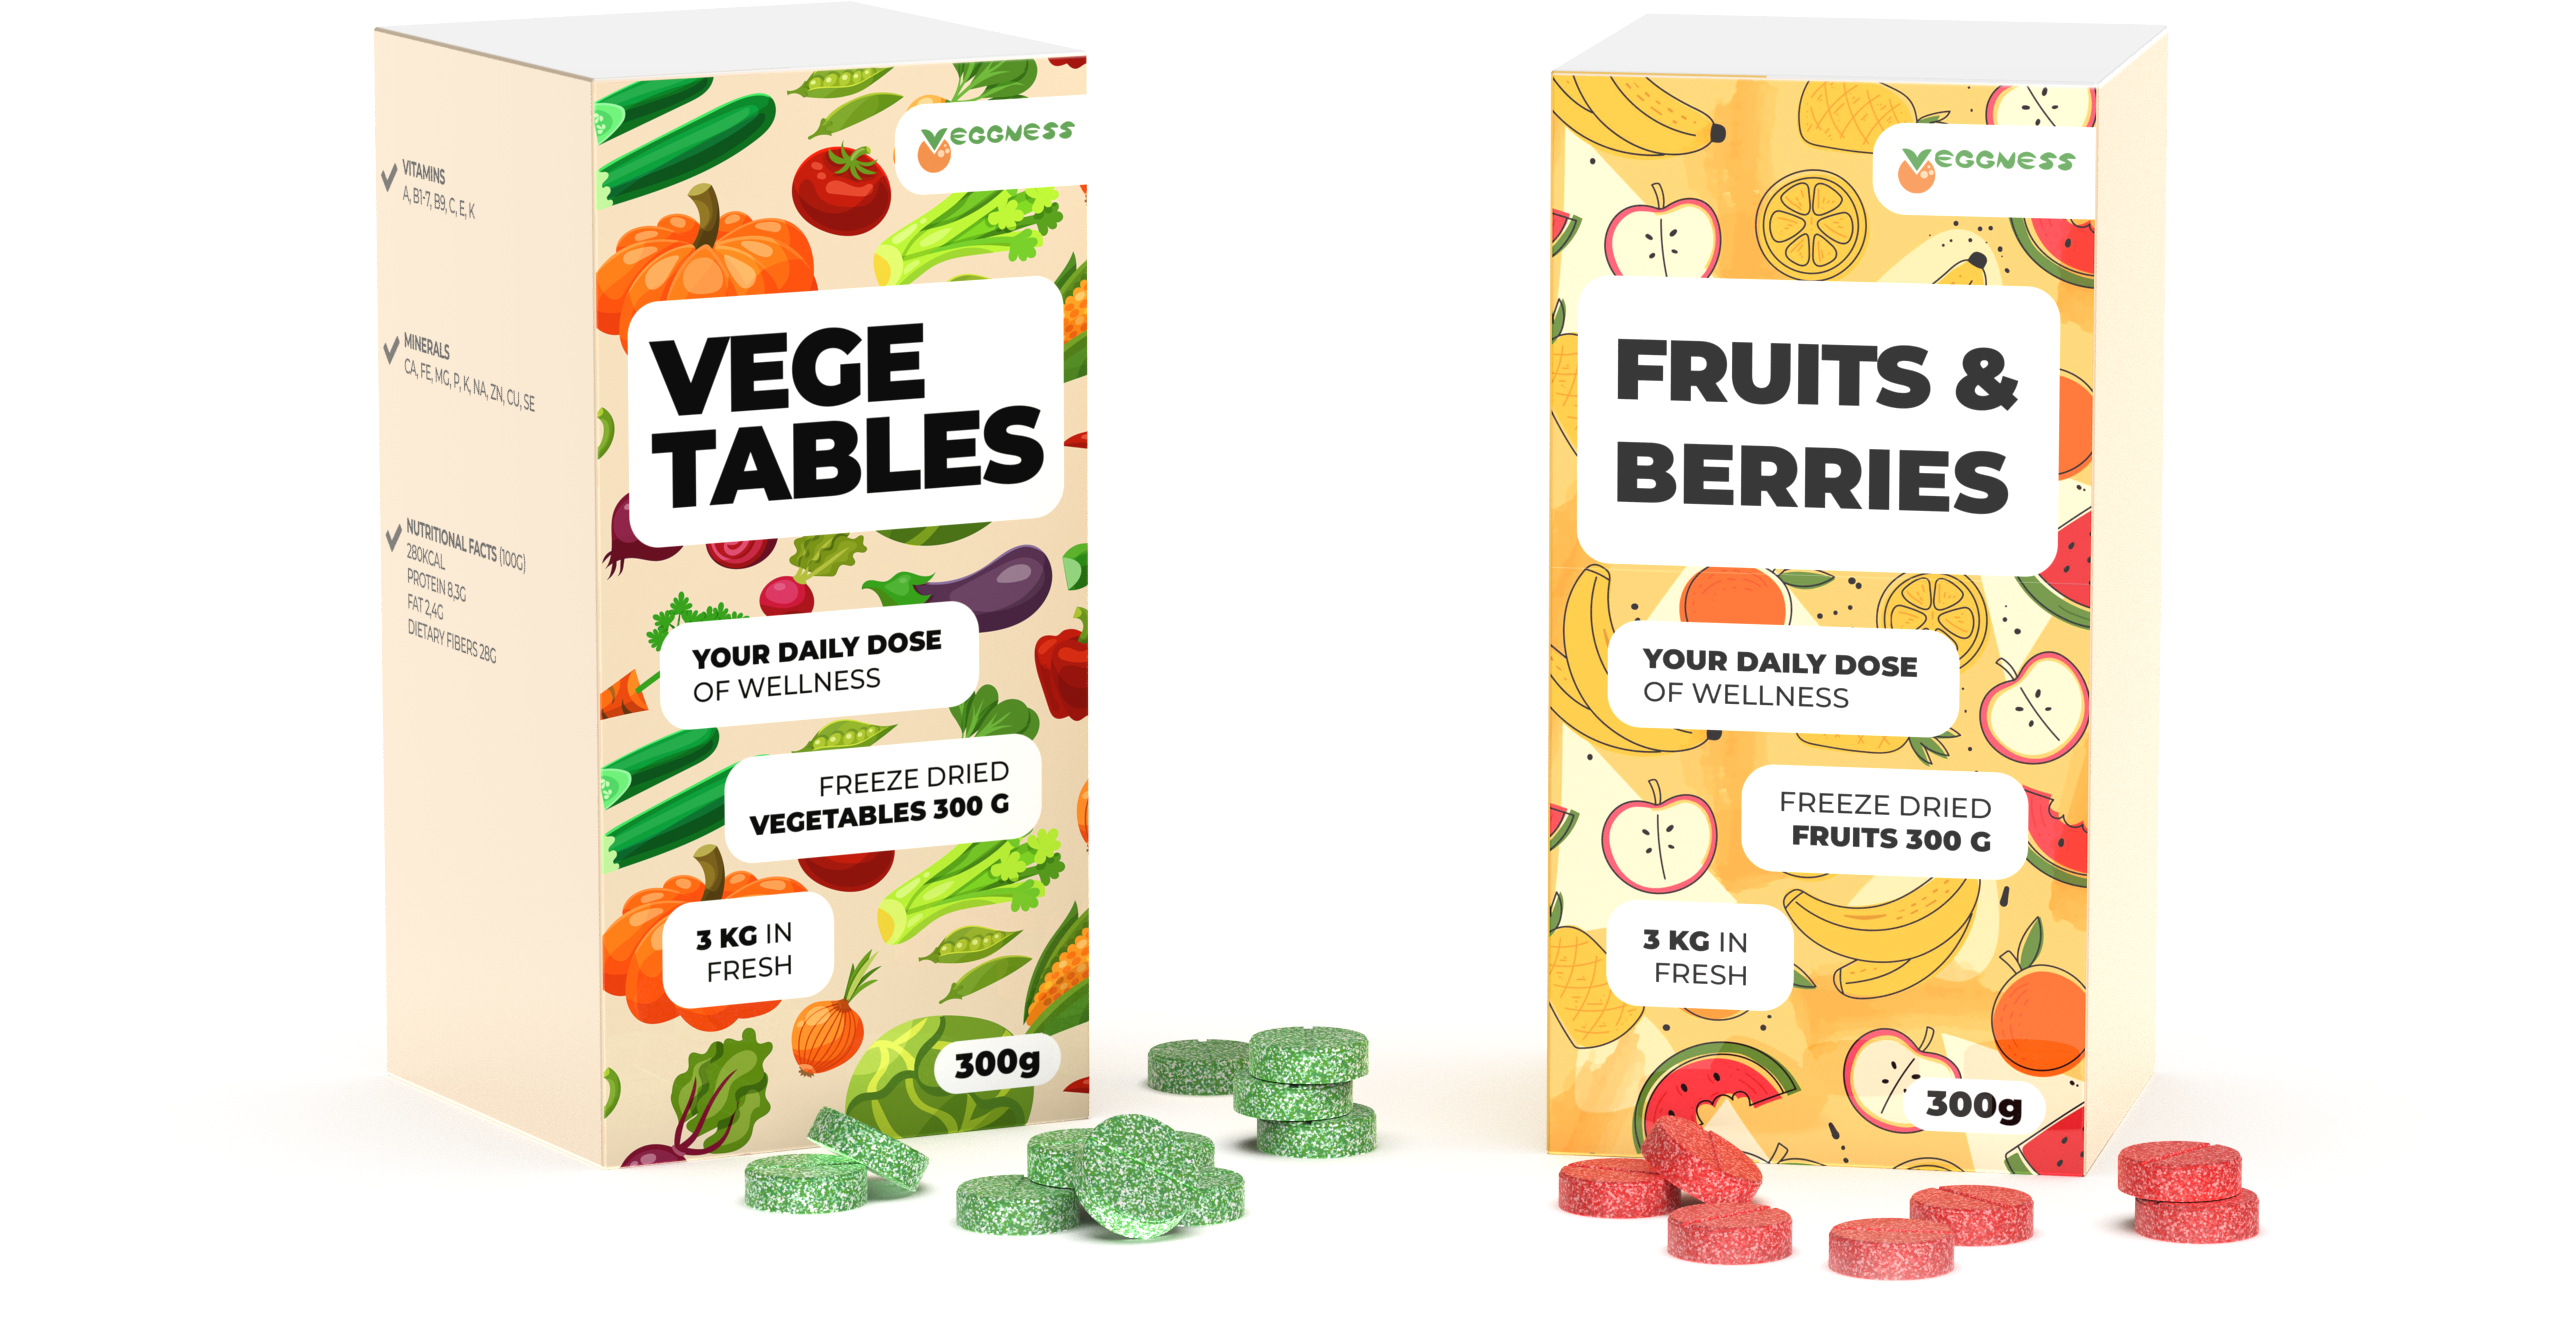 VITAMINS
A, B1-7, B9, C, E, K
MINERALS
CA, FE, MG, P, K, NA, ZN, CU, SE
NUTRITIONAL FACTS (100G)
280KCAL
PROTEIN 8,3G
FAT 2,4G
DIETARY FIBERS 28G
VEGGNESS
VEGE
TABLES
YOUR DAILY DOSE
OF WELLNESS
FREEZE DRIED
VEGETABLES 300 G
3 KG IN
FRESH
300g
VEGGNESS
FRUITS &
BERRIES
YOUR DAILY DOSE
OF WELLNESS
FREEZE DRIED
FRUITS 300 G
3 KG IN
FRESH
300g